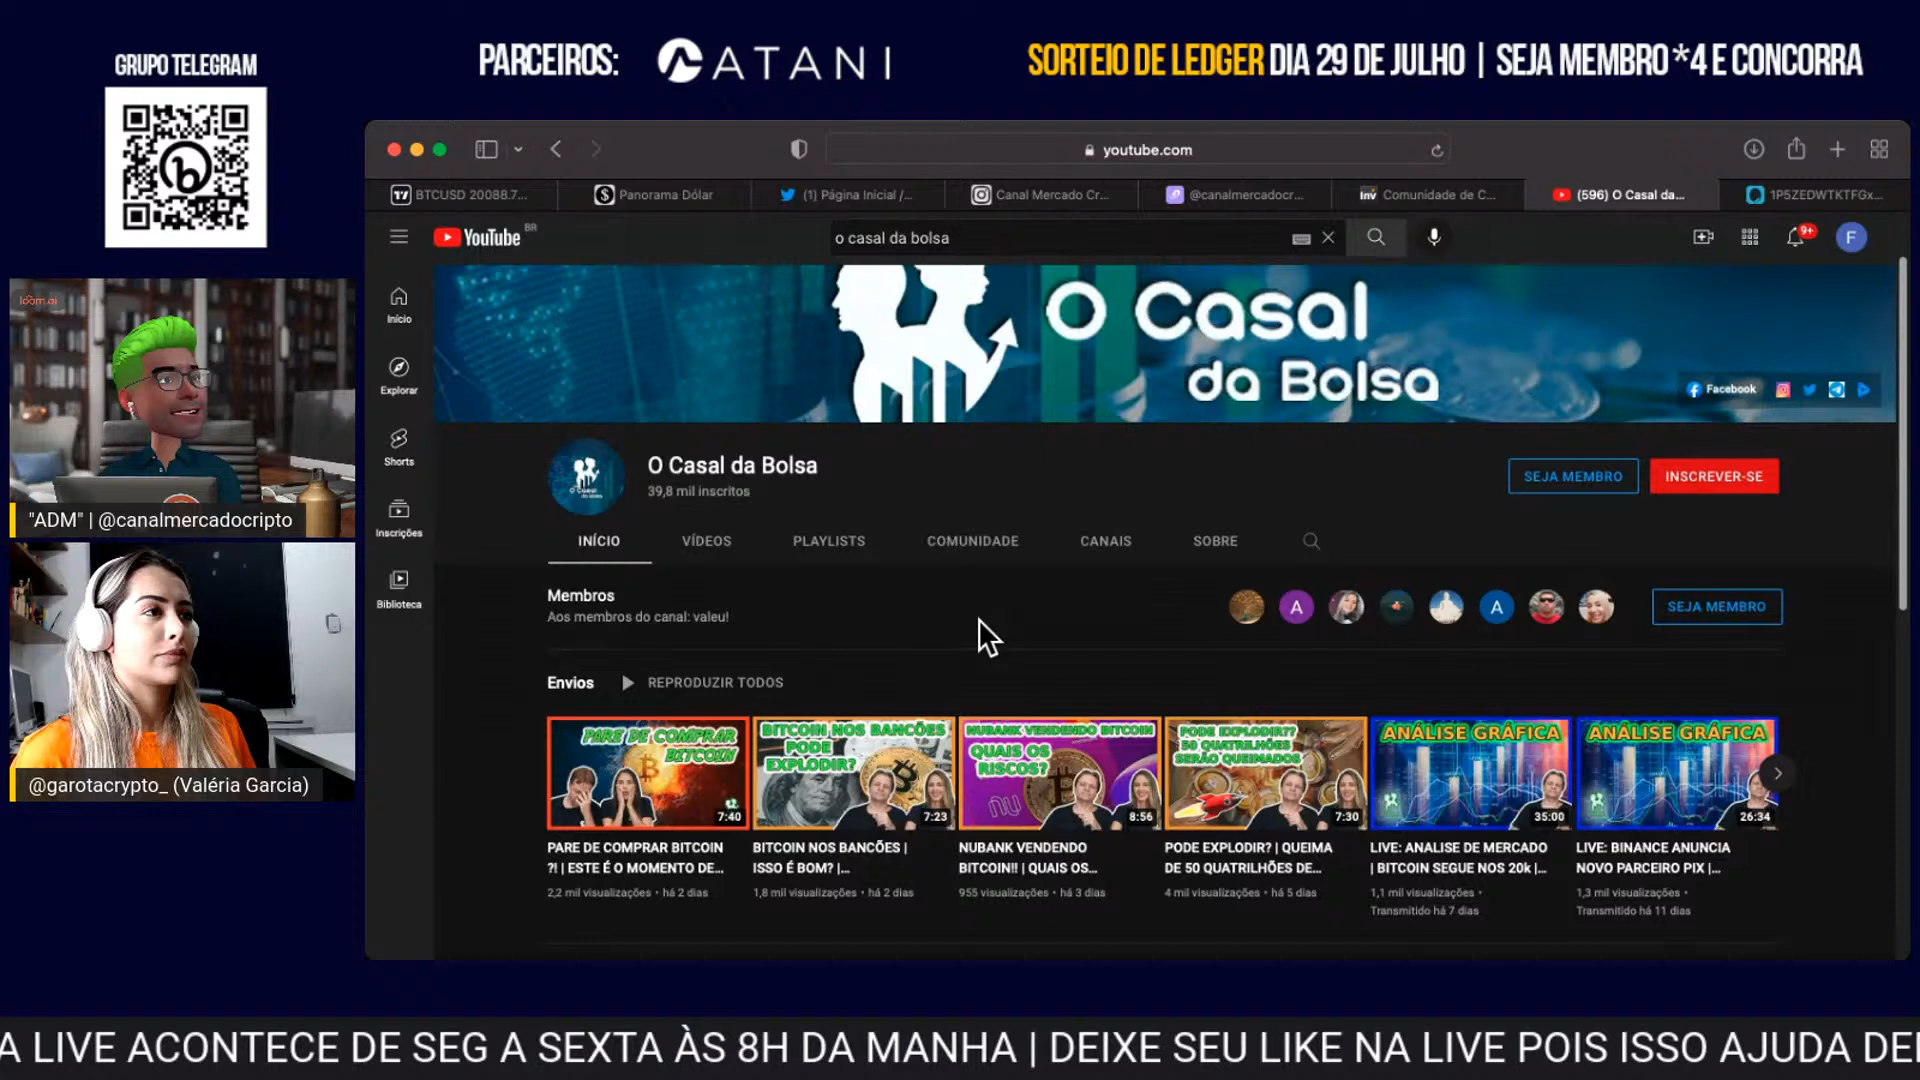 GRUPO TELEGRAM
PARCEIROS:
ATANI
SORTEIO DE LEDGER DIA 29 DE JULHO | SEJA MEMBRO *4 E CONCORRA
youtube.com
BTCUSD 20088.7...
Panorama Dólar
(1) Página Inicial /...
Canal Mercado Cr...
@canalmercadocr...
inv Comunidade de C...
(596) O Casal da...
1P5ZEDWTKTFGx...
YouTube BR
o casal da bolsa
9+
F
Início
Explorar
Shorts
Inscrições
Biblioteca
O Casal
da Bolsa
Facebook
O Casal da Bolsa
39,8 mil inscritos
SEJA MEMBRO
INSCREVER-SE
INÍCIO
VÍDEOS
PLAYLISTS
COMUNIDADE
CANAIS
SOBRE
Membros
Aos membros do canal: valeu!
A
A
SEJA MEMBRO
Envios
REPRODUZIR TODOS
PARE DE COMPRAR
BITCOIN
7:40
BITCOIN NOS BANCÕES
PODE
EXPLODIR?
7:23
NUBANK VENDENDO BITCOIN
QUAIS OS
RISCOS?
8:56
PODE EXPLODIR??
50 QUATRILHÕES
SERÃO QUEIMADOS
7:30
ANÁLISE GRÁFICA
35:00
ANÁLISE GRÁFICA
26:34
PARE DE COMPRAR BITCOIN
?! | ESTE É O MOMENTO DE...
2,2 mil visualizações • há 2 dias
BITCOIN NOS BANCÕES |
ISSO É BOM? |...
1,8 mil visualizações • há 2 dias
NUBANK VENDENDO
BITCOIN!! | QUAIS OS...
955 visualizações • há 3 dias
PODE EXPLODIR? | QUEIMA
DE 50 QUATRILHÕES DE...
4 mil visualizações • há 5 dias
LIVE: ANALISE DE MERCADO
| BITCOIN SEGUE NOS 20k |...
1,1 mil visualizações •
Transmitido há 7 dias
LIVE: BINANCE ANUNCIA
NOVO PARCEIRO PIX |...
1,3 mil visualizações •
Transmitido há 11 dias
loom.ai
"ADM" | @canalmercadocripto
@garotacrypto_ (Valéria Garcia)
A LIVE ACONTECE DE SEG A SEXTA ÀS 8H DA MANHA | DEIXE SEU LIKE NA LIVE POIS ISSO AJUDA DE